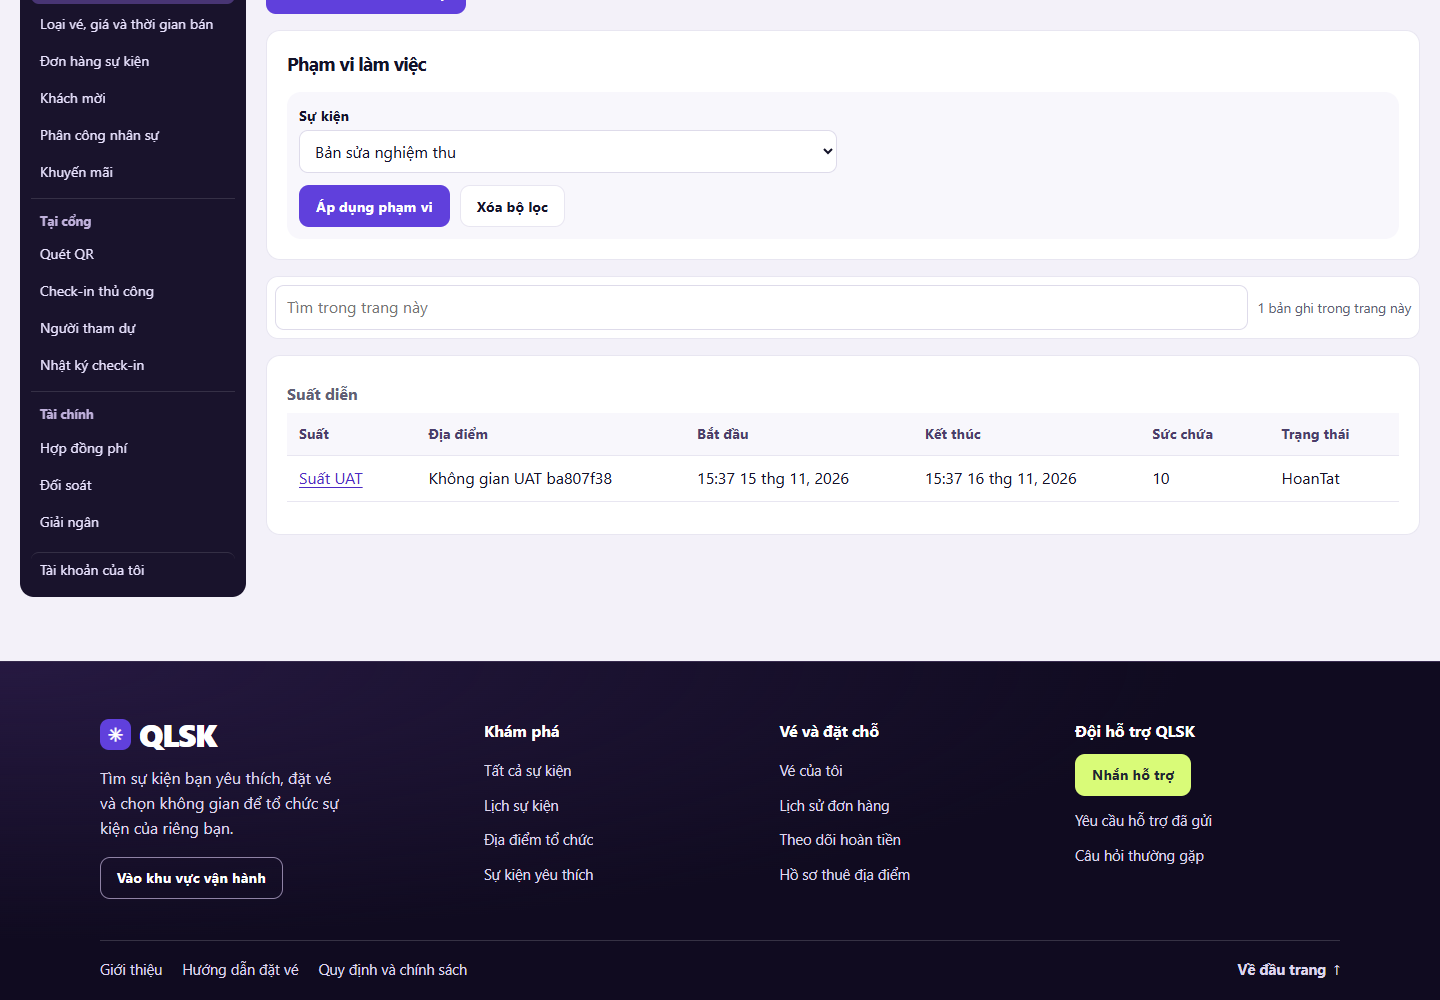 Loại vé, giá và thời gian bán
Đơn hàng sự kiện
Khách mời
Phân công nhân sự
Khuyến mãi
Tại cổng
Quét QR
Check-in thủ công
Người tham dự
Nhật ký check-in
Tài chính
Hợp đồng phí
Đối soát
Giải ngân
Tài khoản của tôi
Phạm vi làm việc
Sự kiện
Bản sửa nghiệm thu
Áp dụng phạm vi Xóa bộ lọc
Tìm trong trang này 1 bản ghi trong trang này
Suất diễn
Suất Địa điểm Bắt đầu Kết thúc Sức chứa Trạng thái
Suất UAT Không gian UAT ba807f38 15:37 15 thg 11, 2026 15:37 16 thg 11, 2026 10 HoanTat
QLSK
Tìm sự kiện bạn yêu thích, đặt vé
và chọn không gian để tổ chức sự
kiện của riêng bạn.
Vào khu vực vận hành
Khám phá
Tất cả sự kiện
Lịch sự kiện
Địa điểm tổ chức
Sự kiện yêu thích
Vé và đặt chỗ
Vé của tôi
Lịch sử đơn hàng
Theo dõi hoàn tiền
Hồ sơ thuê địa điểm
Đội hỗ trợ QLSK
Nhắn hỗ trợ
Yêu cầu hỗ trợ đã gửi
Câu hỏi thường gặp
Giới thiệu Hướng dẫn đặt vé Quy định và chính sách Về đầu trang ↑